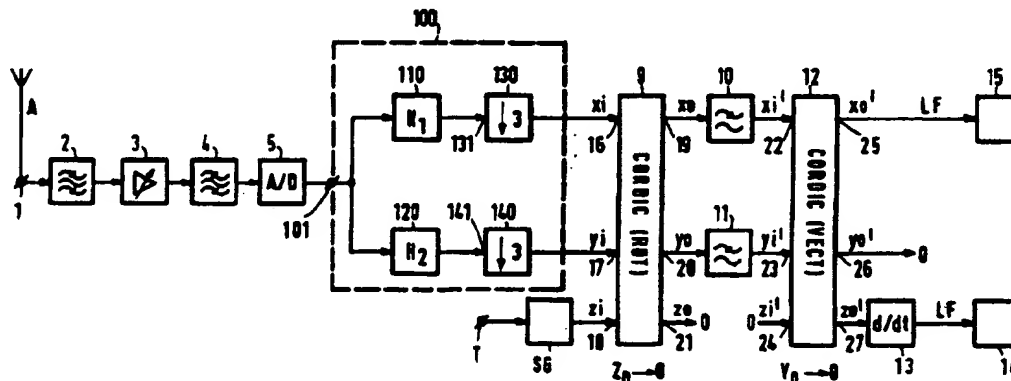 100
A
2
3
4
5
A/D
1
101
110
H1
131
130
3
120
H2
141
140
3
xi
16
yi
17
T
SG
zi
18
9
CORDIC (ROT)
Zn→0
xo
19
yo
20
zo
21
0
10
11
xi'
22
yi'
23
0
zi'
24
12
CORDIC (VECT)
Yn→0
xo'
25
yo'
26
0
zo'
27
LF
15
d/dt
13
LF